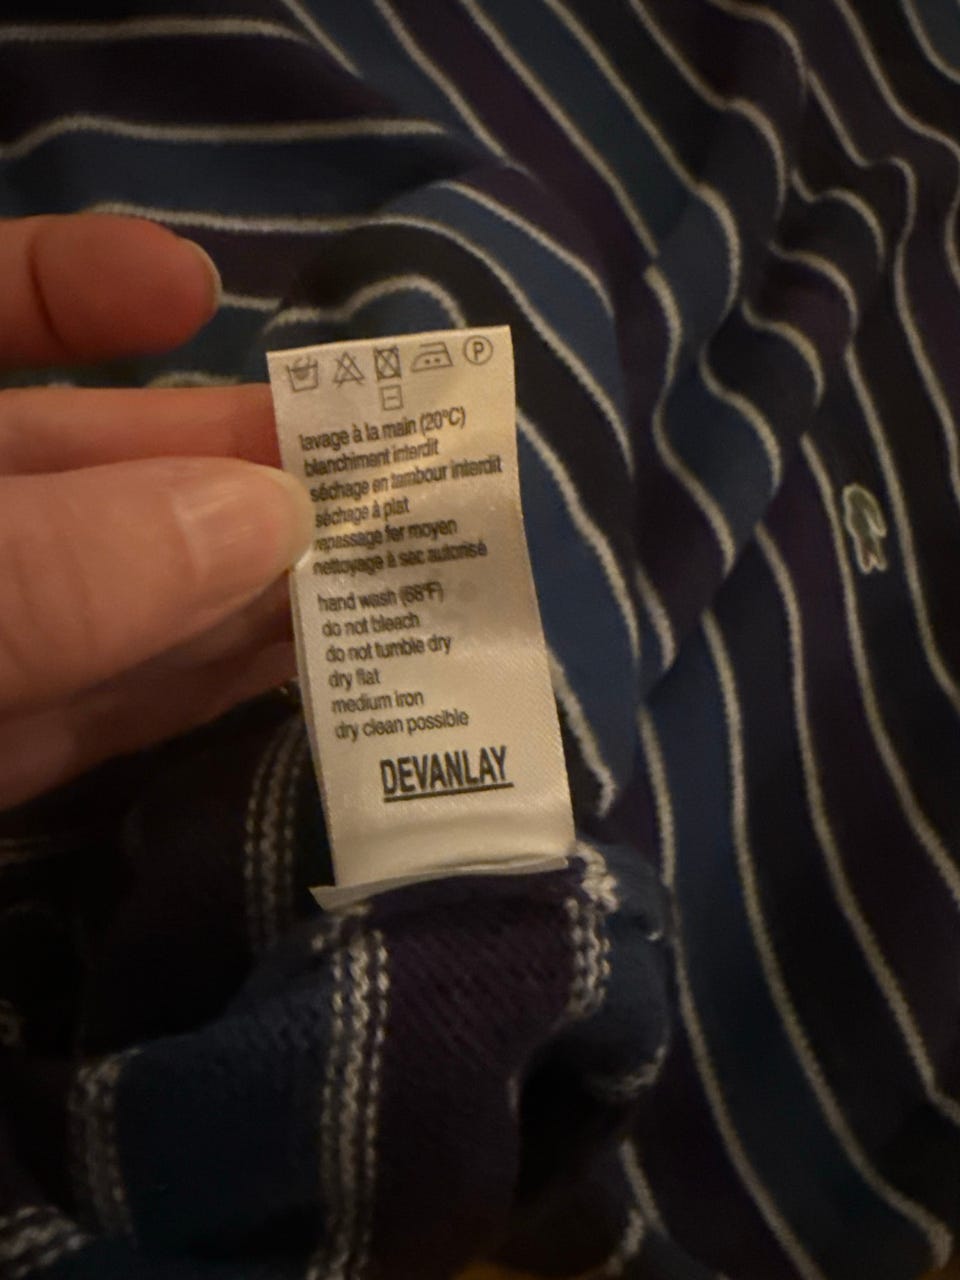 P
lavage à la main (20°C)
blanchiment interdit
séchage en tambour interdit
séchage à plat
repassage fer moyen
nettoyage à sec autorisé
hand wash (68°F)
do not bleach
do not tumble dry
dry flat
medium iron
dry clean possible
DEVANLAY